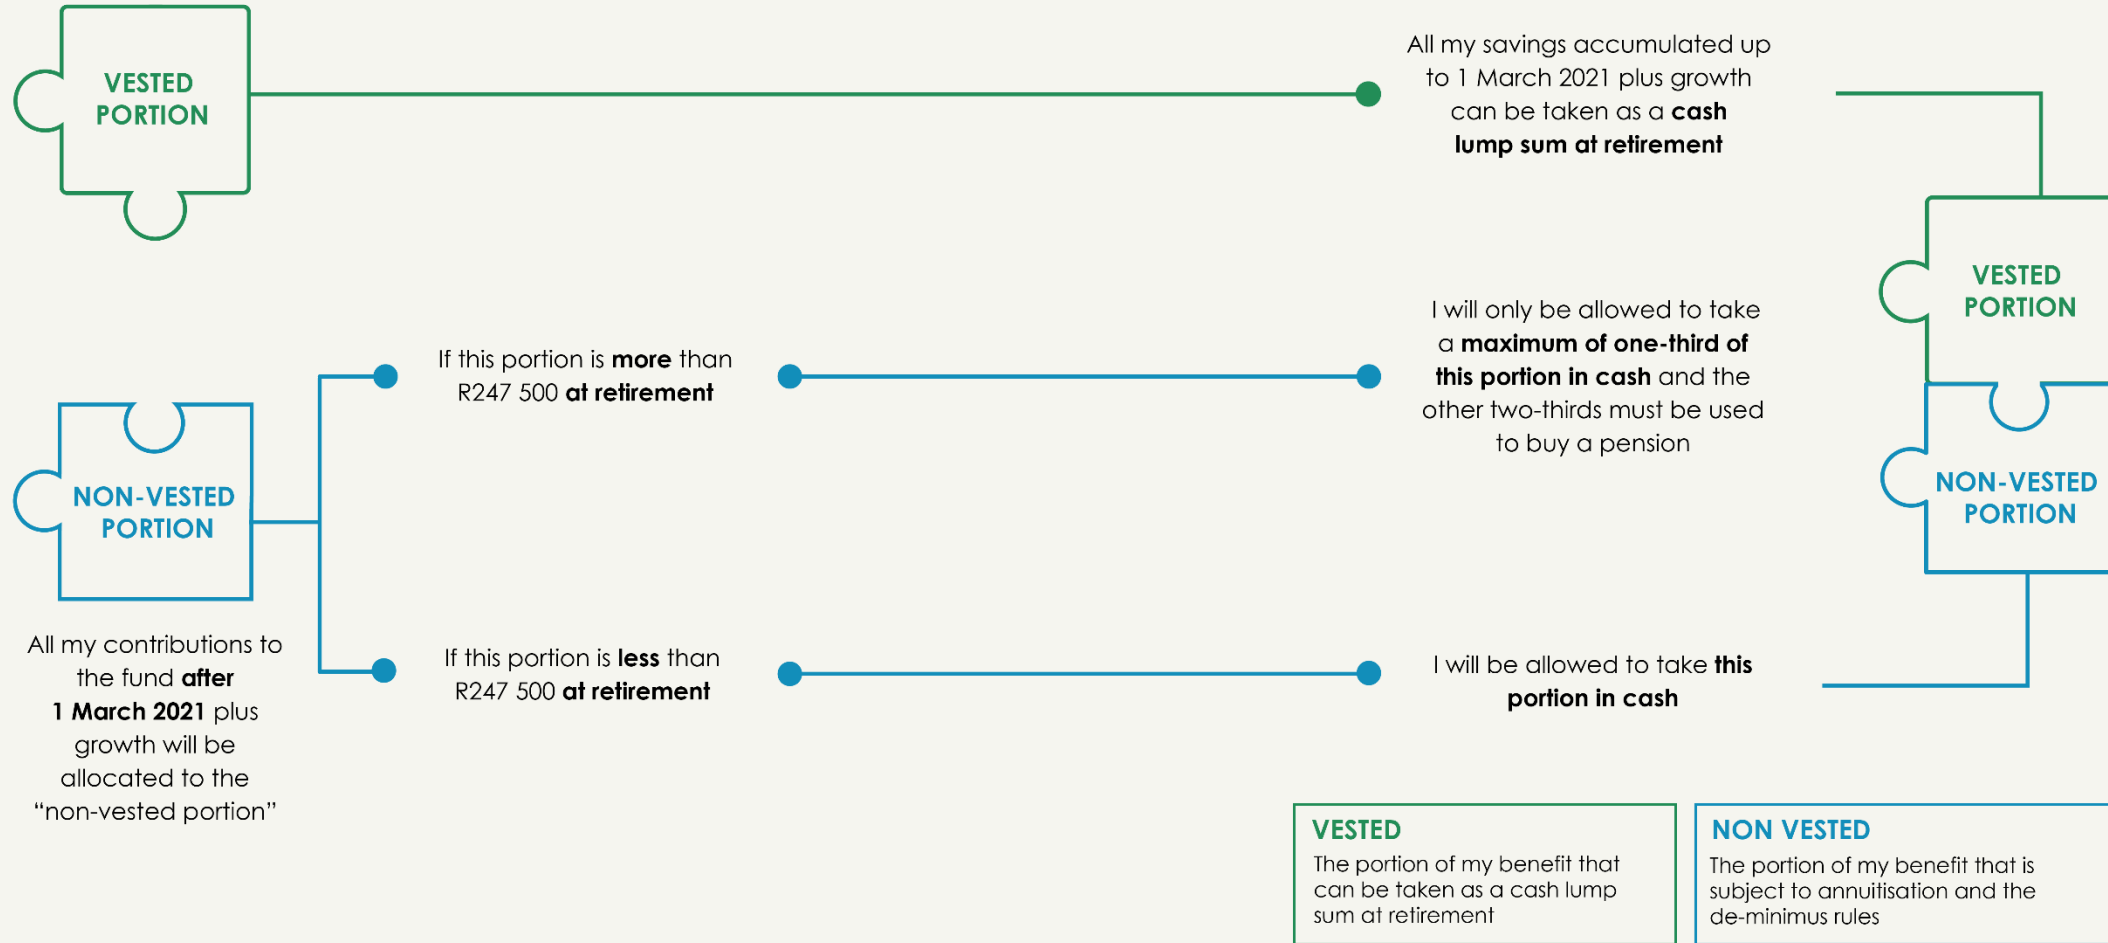 VESTED
PORTION
All my savings accumulated up
to 1 March 2021 plus growth
can be taken as a cash
lump sum at retirement
VESTED
PORTION
If this portion is more than
R247 500 at retirement
I will only be allowed to take
a maximum of one-third of
this portion in cash and the
other two-thirds must be used
to buy a pension
NON-VESTED
PORTION
NON-VESTED
PORTION
All my contributions to
the fund after
1 March 2021 plus
growth will be
allocated to the
“non-vested portion”
If this portion is less than
R247 500 at retirement
I will be allowed to take this
portion in cash
VESTED
The portion of my benefit that
can be taken as a cash lump
sum at retirement
NON VESTED
The portion of my benefit that is
subject to annuitisation and the
de-minimus rules